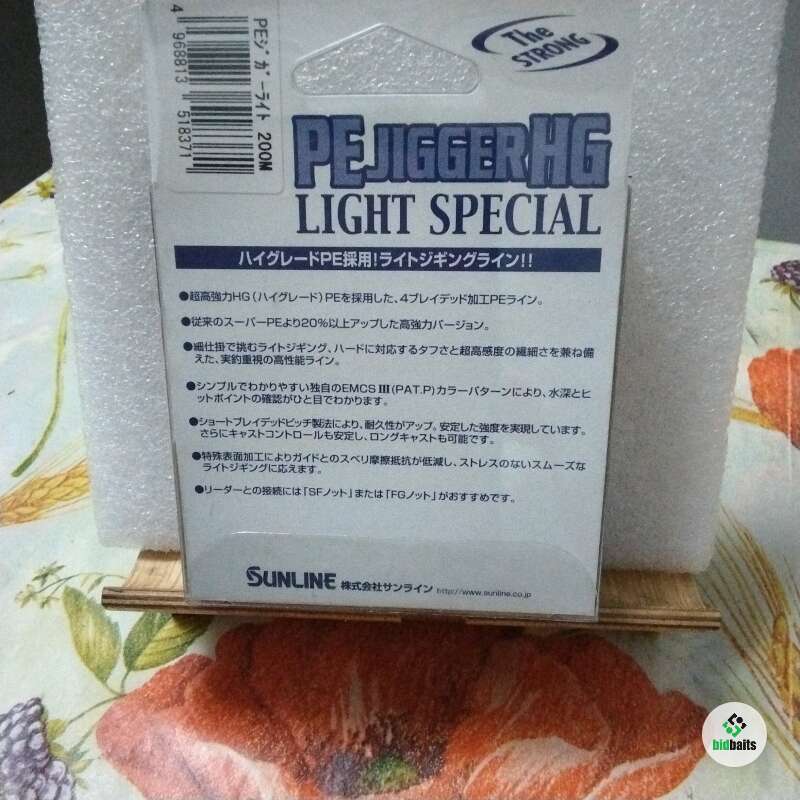 PEジガーライト 200M
4 968813 518371
The STRONG
PE JIGGER HG
LIGHT SPECIAL
ハイグレードPE採用!ライトジギングライン!!
●超高強力HG(ハイグレード)PEを採用した、4ブレイデッド加工PEライン。
●従来のスーパーPEより20%以上アップした高強力バージョン。
●細仕掛で挑むライトジギング、ハードに対応するタフさと超高感度の繊細さを兼ね備
えた、実釣重視の高性能ライン。
●シンプルでわかりやすい独自のEMCSⅢ(PAT.P)カラーパターンにより、水深とヒ
ットポイントの確認がひと目でわかります。
●ショートブレイデッドピッチ製法により、耐久性がアップ。安定した強度を実現しています。
さらにキャストコントロールも安定し、ロングキャストも可能です。
●特殊表面加工によりガイドとのスベリ摩擦抵抗が低減し、ストレスのないスムーズな
ライトジギングに応えます。
●リーダーとの接続には「SFノット」または「FGノット」がおすすめです。
SUNLINE 株式会社サンライン http://www.sunline.co.jp
bidbaits